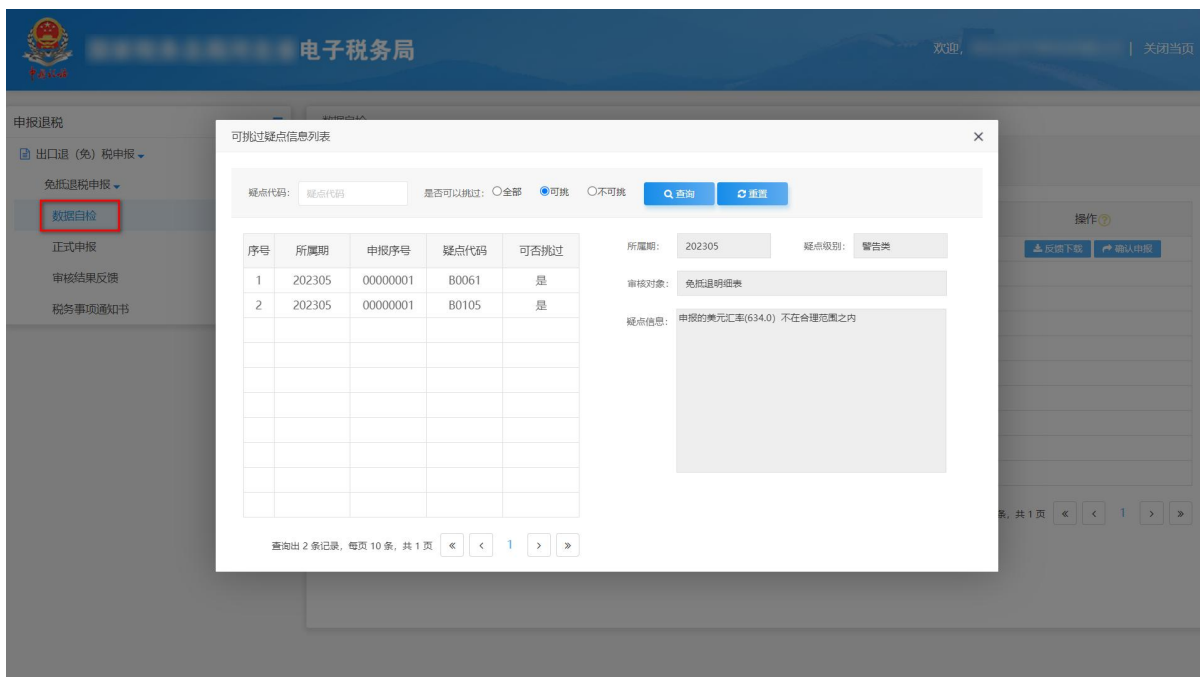 电子税务局
欢迎,
| 关闭当页
申报退税
数据自检
出口退（免）税申报
免抵退税申报
数据自检
正式申报
审核结果反馈
税务事项通知书
可挑过疑点信息列表
疑点代码: 疑点代码 是否可以挑过: 全部 可挑 不可挑 查询 重置
序号 所属期 申报序号 疑点代码 可否挑过
1 202305 00000001 B0061 是
2 202305 00000001 B0105 是
查询出 2 条记录, 每页 10 条, 共 1 页 « < 1 > »
所属期: 202305 疑点级别: 警告类
审核对象: 免抵退明细表
疑点信息: 申报的美元汇率(634.0) 不在合理范围之内
操作
反馈下载 确认申报
条, 共 1 页 « < 1 > »